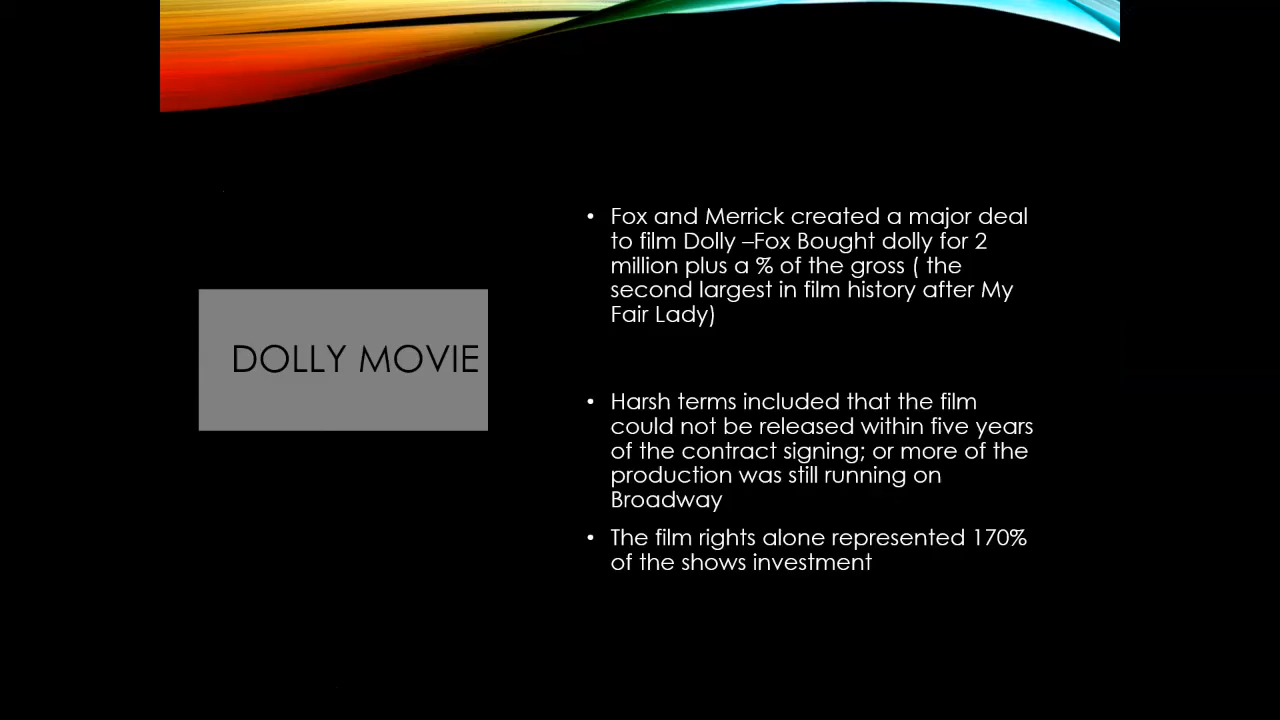 DOLLY MOVIE
• Fox and Merrick created a major deal
to film Dolly –Fox Bought dolly for 2
million plus a % of the gross ( the
second largest in film history after My
Fair Lady)
• Harsh terms included that the film
could not be released within five years
of the contract signing; or more of the
production was still running on
Broadway
• The film rights alone represented 170%
of the shows investment